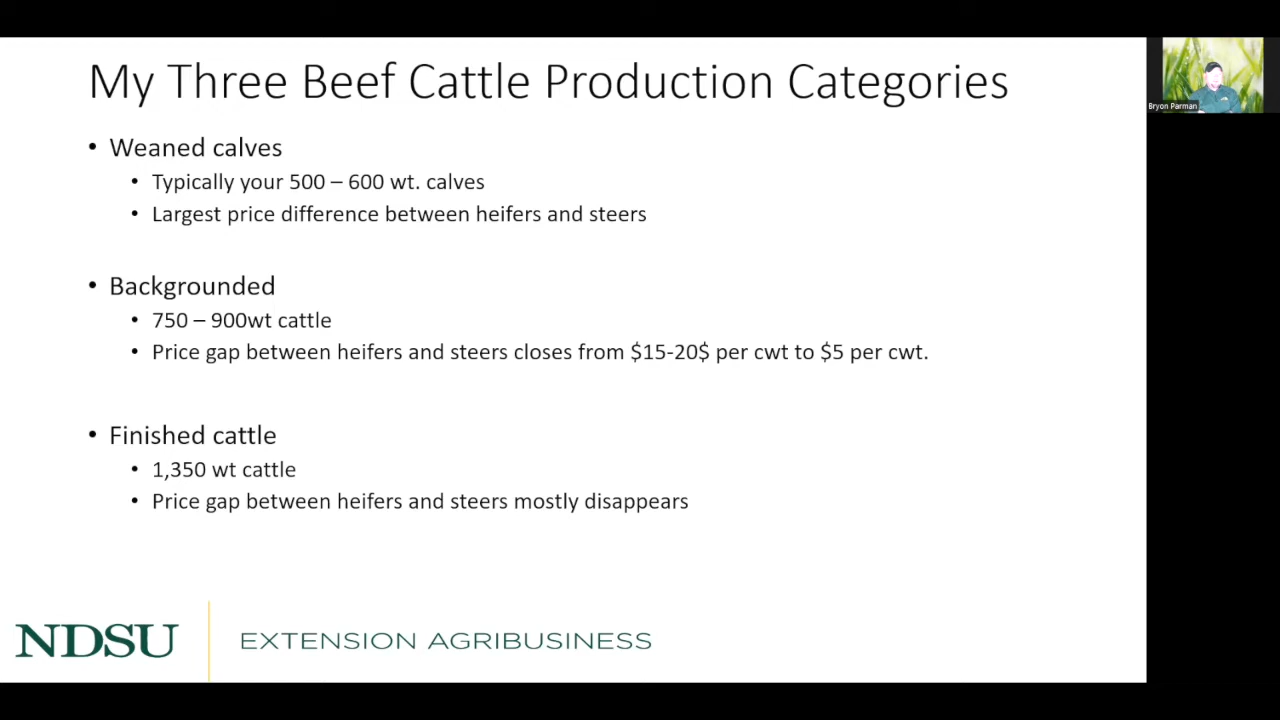 My Three Beef Cattle Production Categories
Bryon Parman
• Weaned calves
• Typically your 500 – 600 wt. calves
• Largest price difference between heifers and steers
• Backgrounded
• 750 – 900wt cattle
• Price gap between heifers and steers closes from $15-20$ per cwt to $5 per cwt.
• Finished cattle
• 1,350 wt cattle
• Price gap between heifers and steers mostly disappears
NDSU EXTENSION AGRIBUSINESS